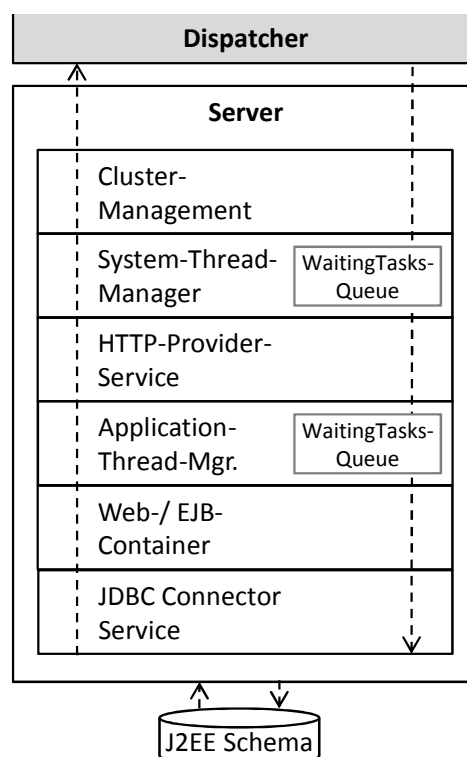 Dispatcher
Server
Cluster-
Management
System-Thread-
Manager
WaitingTasks-
Queue
HTTP-Provider-
Service
Application-
Thread-Mgr.
WaitingTasks-
Queue
Web-/ EJB-
Container
JDBC Connector
Service
J2EE Schema